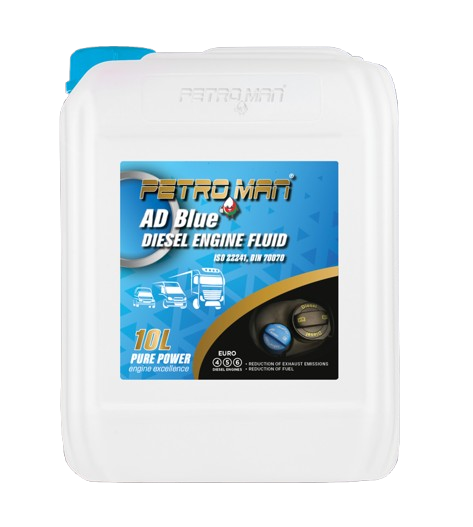 PETRO MAN®
PETRO MAN®
AD Blue®
DIESEL ENGINE FLUID
ISO 22241, DIN 70070
10L
PURE POWER
engine excellence
EURO
4 5 6
DIESEL ENGINES
• REDUCTION OF EXHAUST EMISSIONS
• REDUCTION OF FUEL
DIESEL